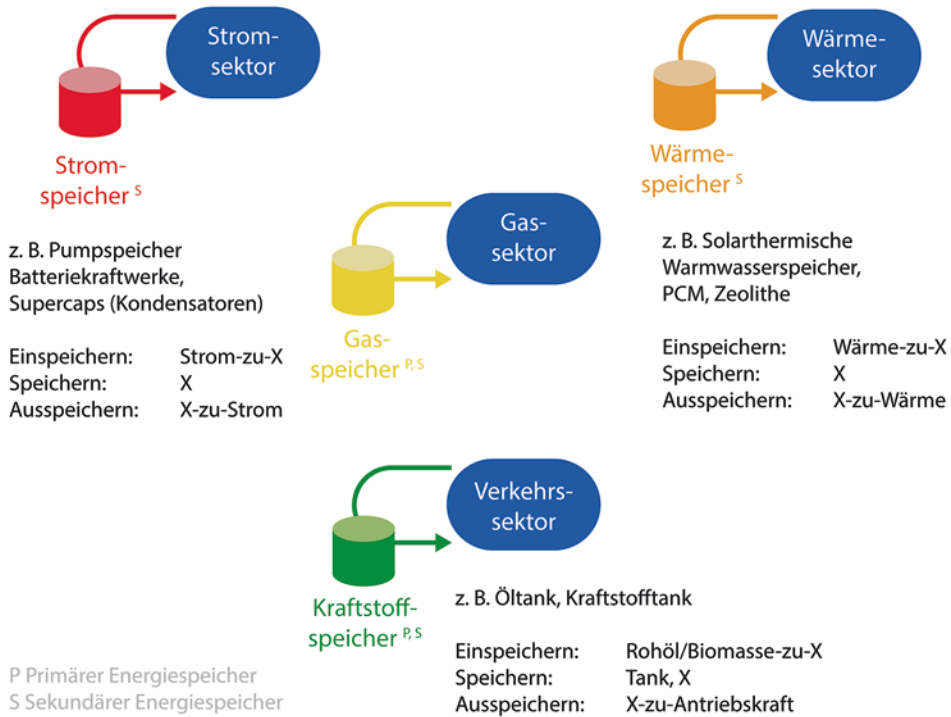 Strom-
sektor
Strom-
speicher S
z. B. Pumpspeicher
Batteriekraftwerke,
Supercaps (Kondensatoren)
Einspeichern: Strom-zu-X
Speichern: X
Ausspeichern: X-zu-Strom
Wärme-
sektor
Wärme-
speicher S
z. B. Solarthermische
Warmwasserspeicher,
PCM, Zeolithe
Einspeichern: Wärme-zu-X
Speichern: X
Ausspeichern: X-zu-Wärme
Gas-
sektor
Gas-
speicher P, S
Verkehrs-
sektor
Kraftstoff-
speicher P, S
z. B. Öltank, Kraftstofftank
Einspeichern: Rohöl/Biomasse-zu-X
Speichern: Tank, X
Ausspeichern: X-zu-Antriebskraft
P Primärer Energiespeicher
S Sekundärer Energiespeicher